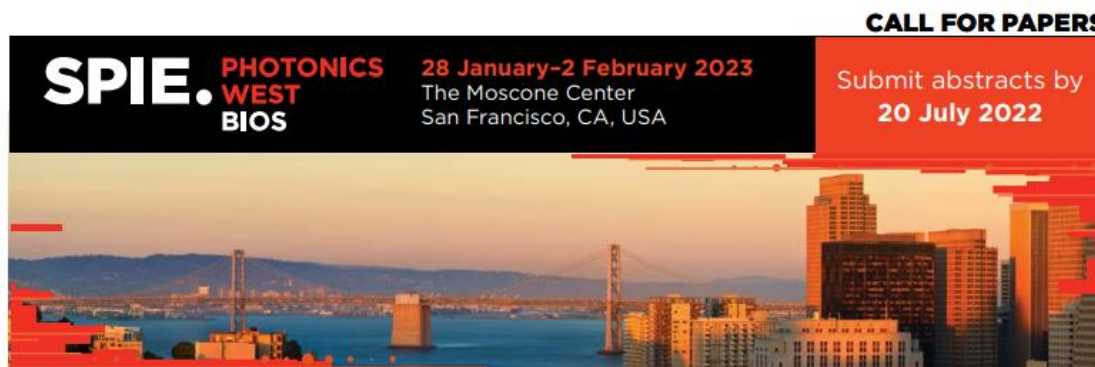 CALL FOR PAPERS
SPIE. PHOTONICS
WEST
BIOS
28 January–2 February 2023
The Moscone Center
San Francisco, CA, USA
Submit abstracts by
20 July 2022